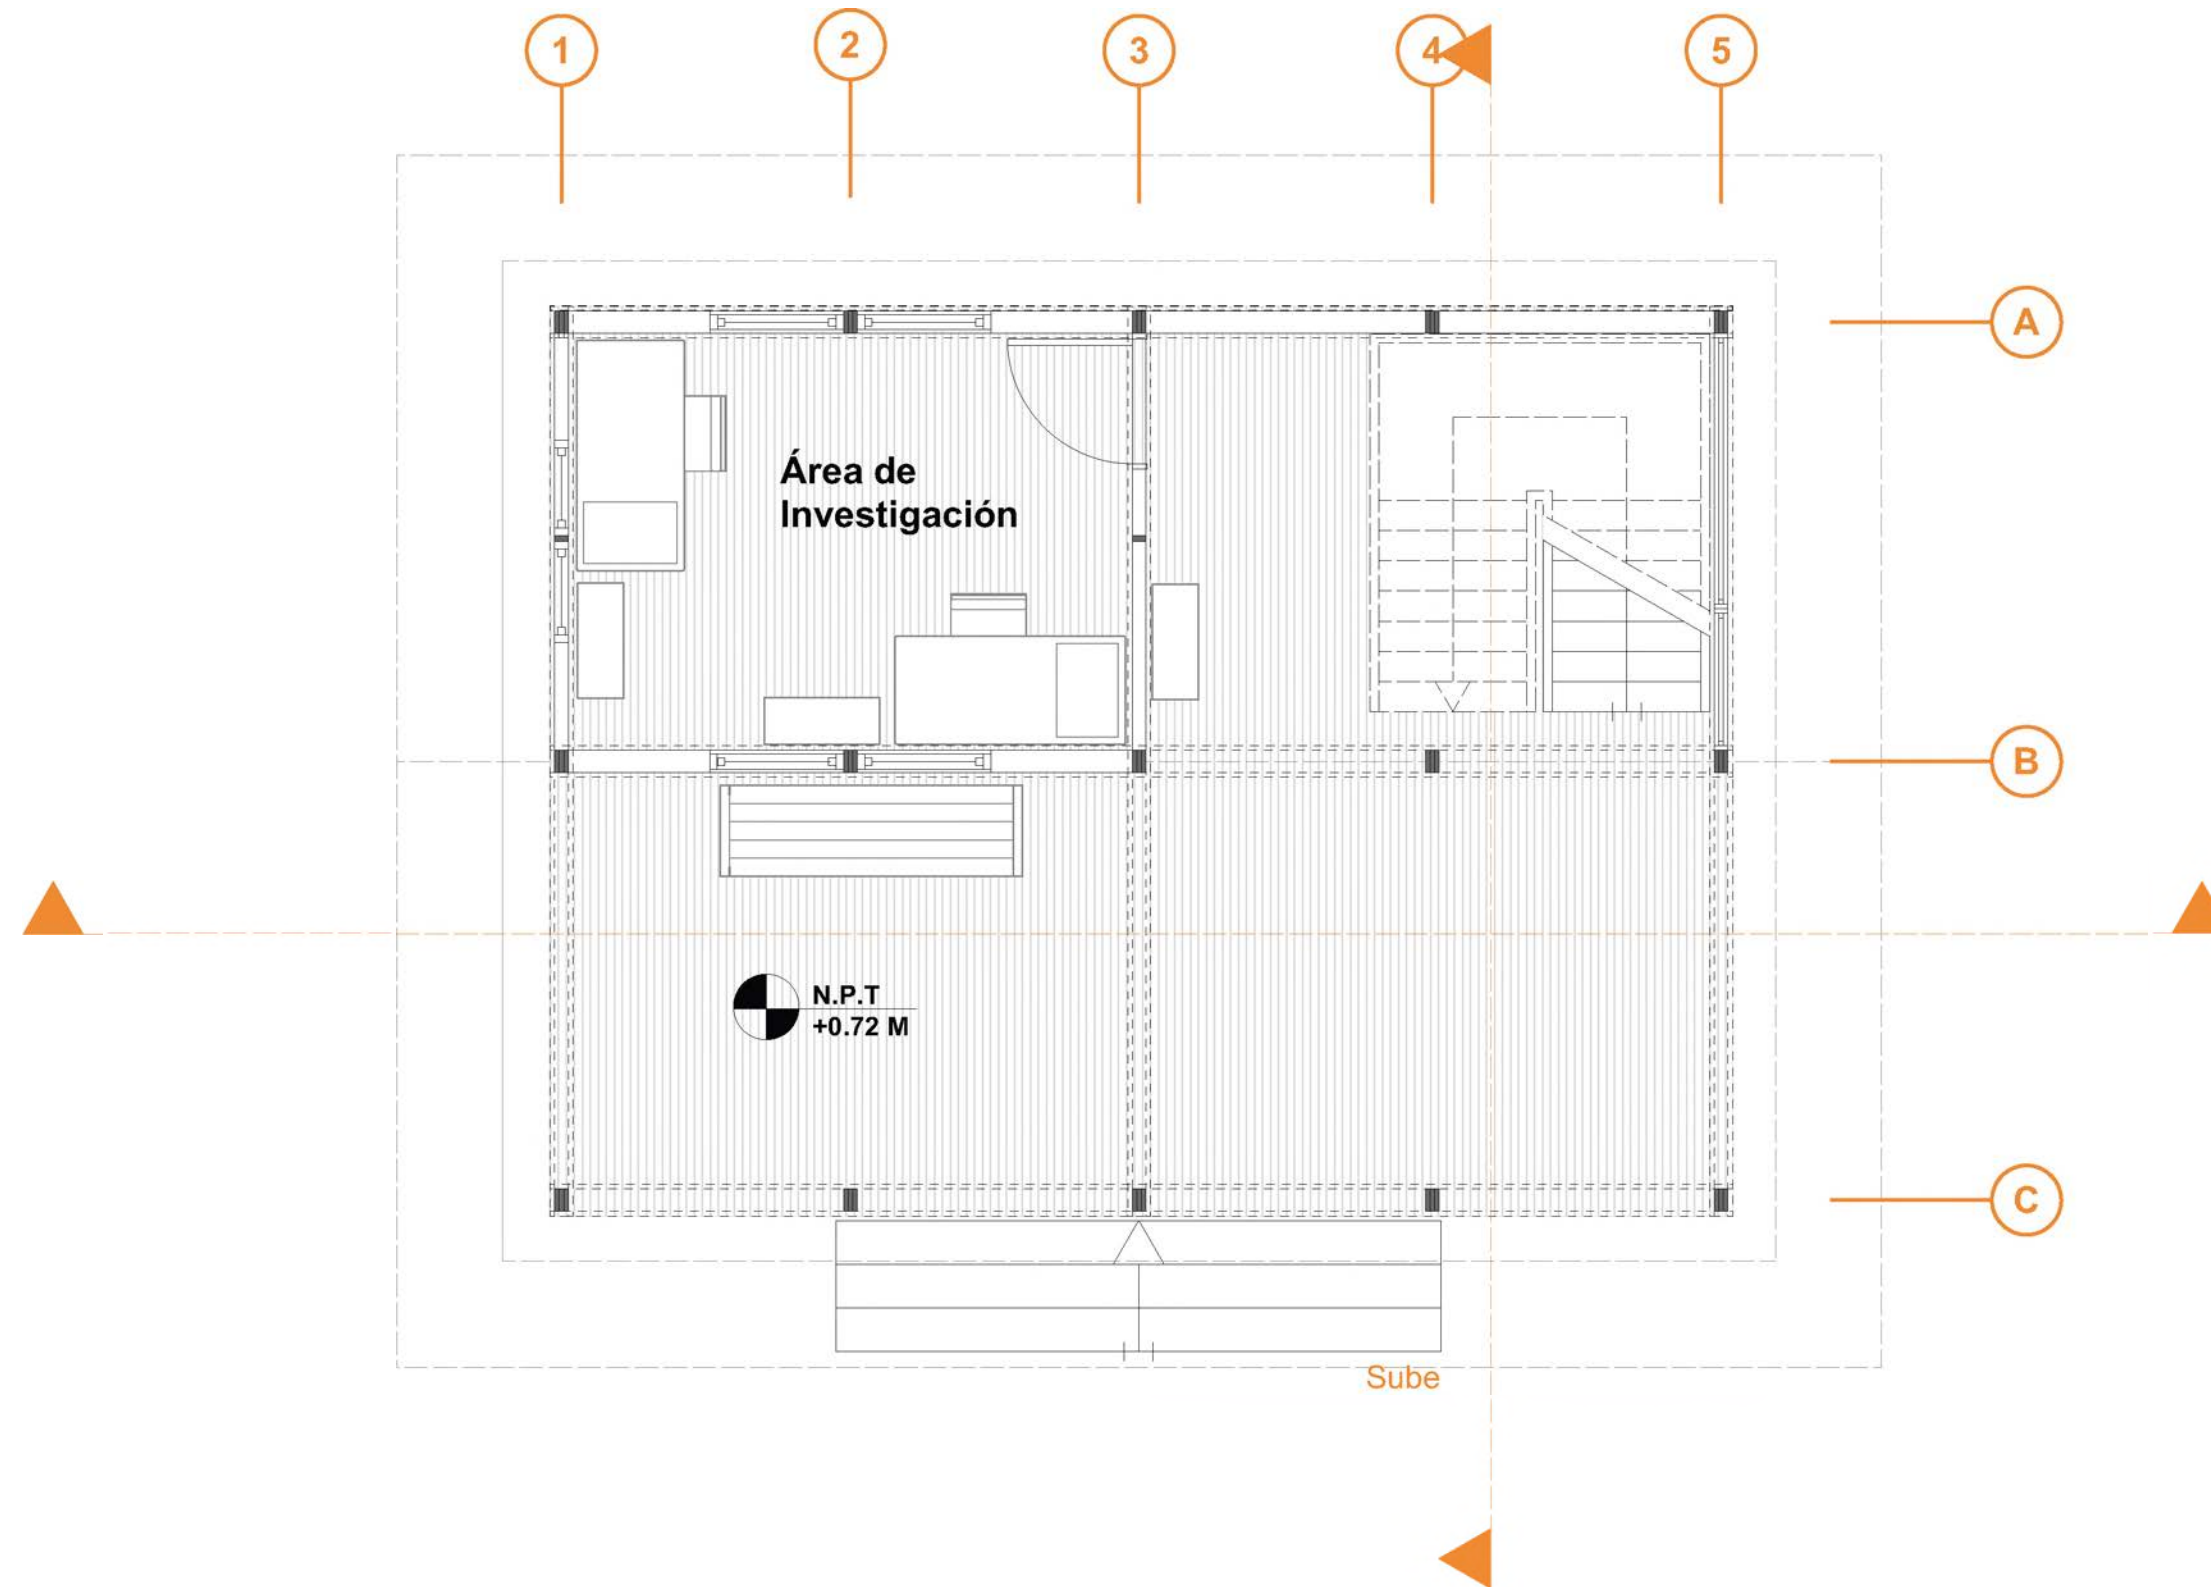 1 2 3 4 5
A
Área de
Investigación
B
N.P.T
+0.72 M
C
Sube